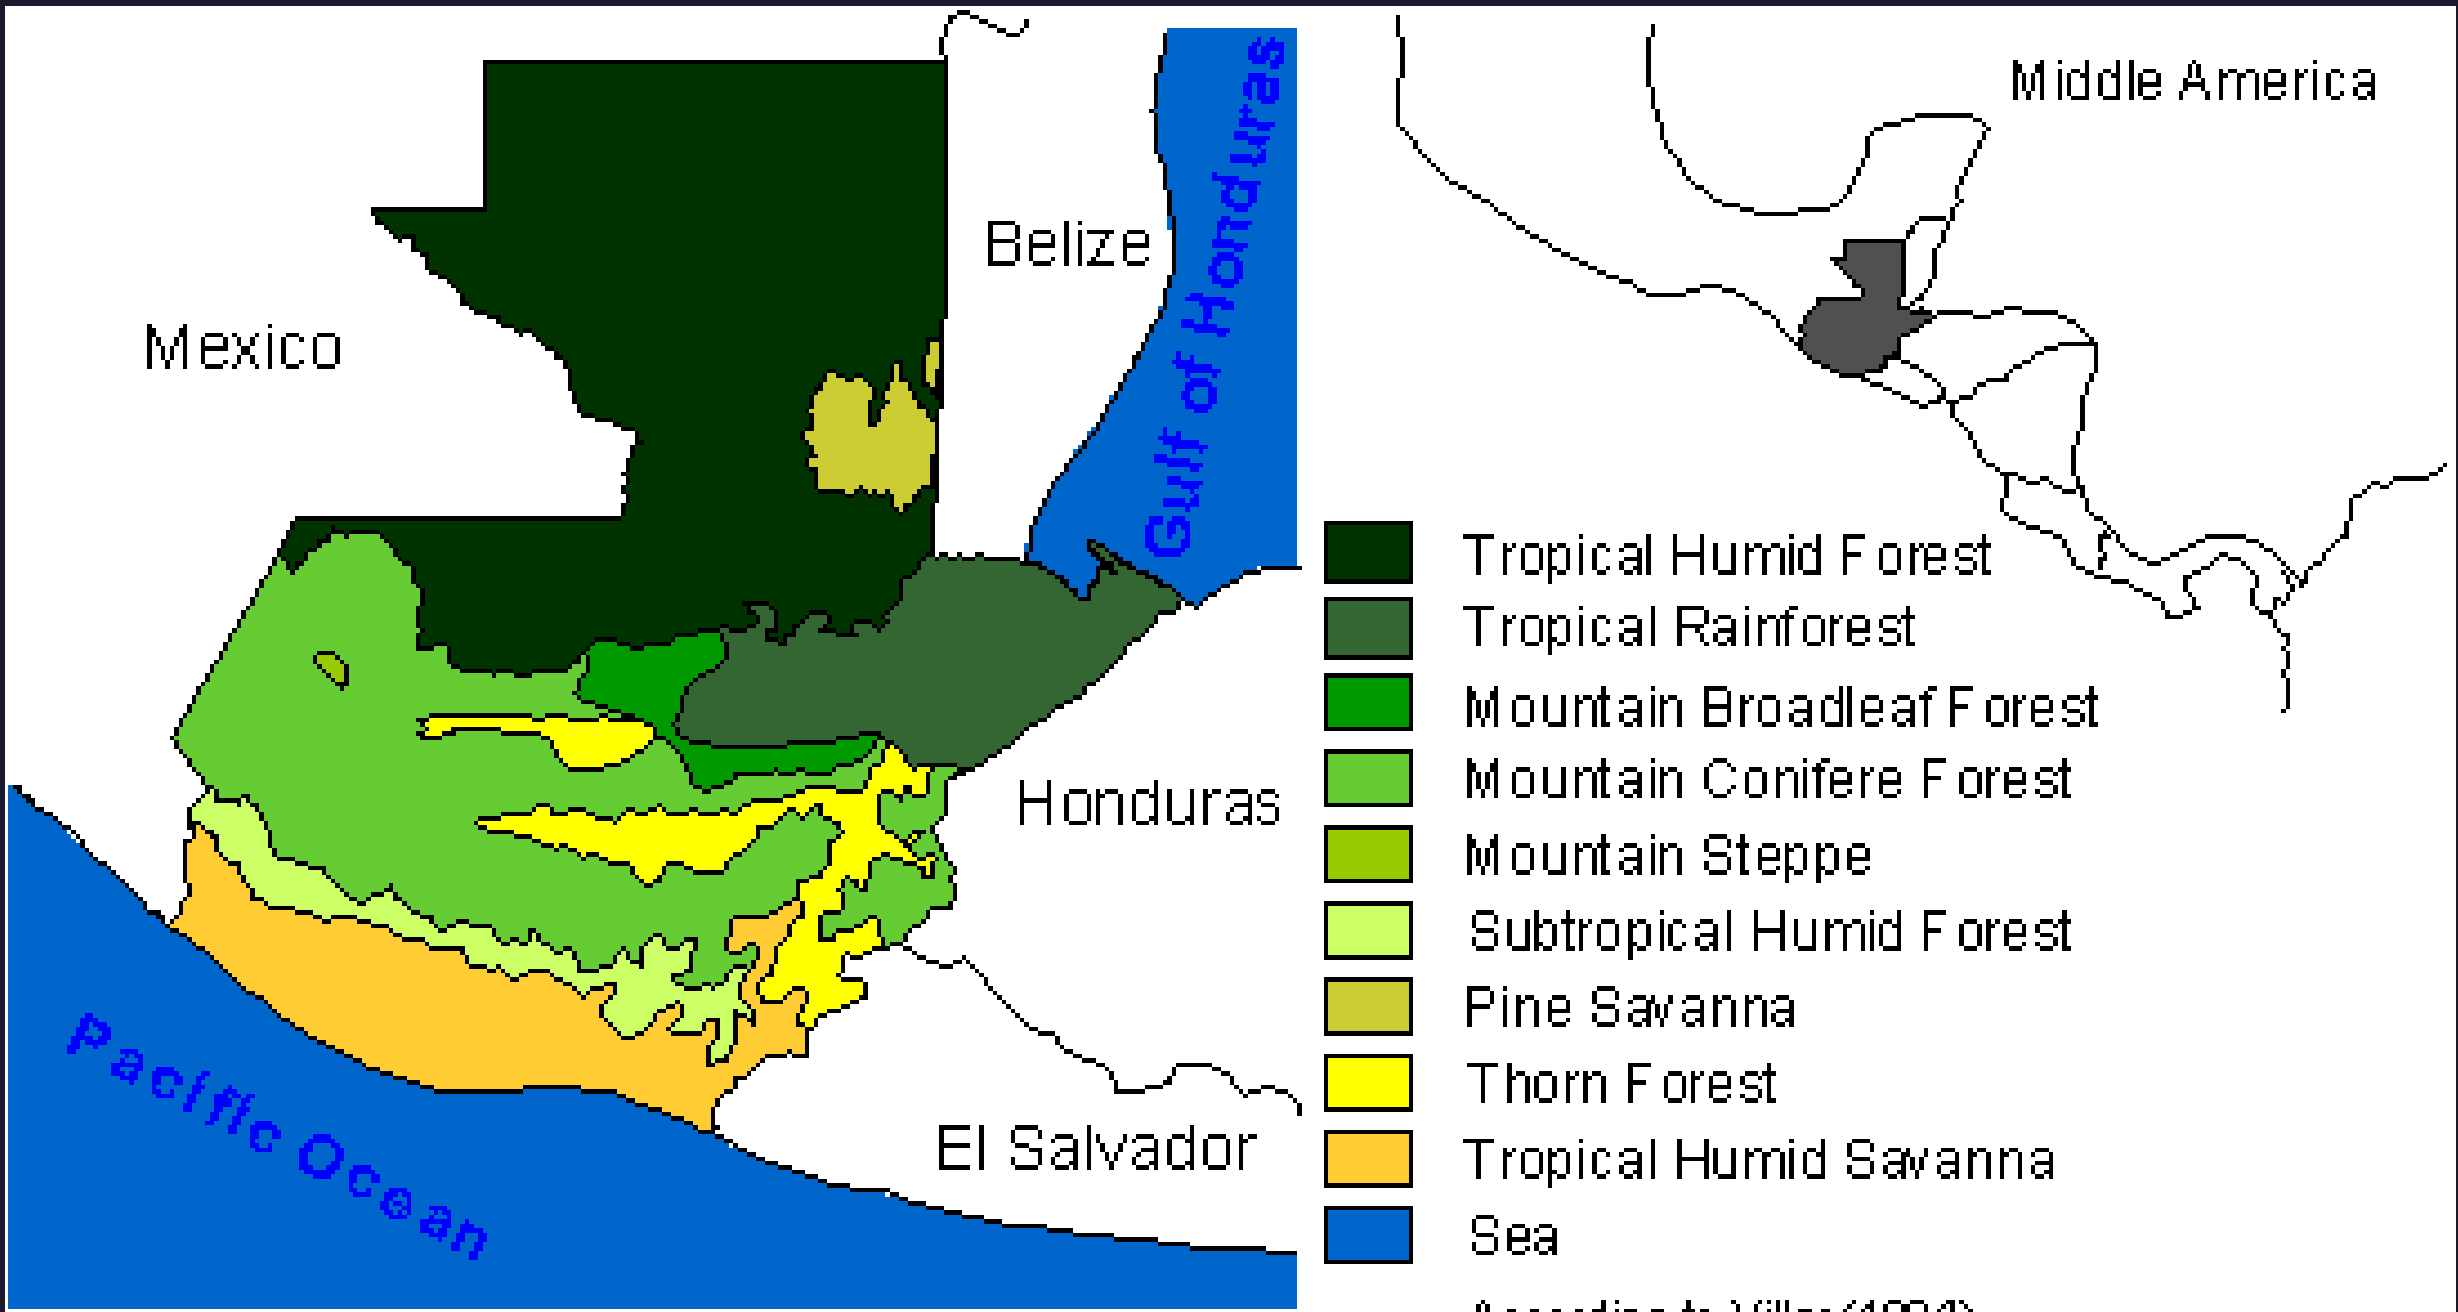 Middle America
Gulf of Honduras
Belize
Mexico
Honduras
El Salvador
Pacific Ocean
Tropical Humid Forest
Tropical Rainforest
Mountain Broadleaf Forest
Mountain Conifere Forest
Mountain Steppe
Subtropical Humid Forest
Pine Savanna
Thorn Forest
Tropical Humid Savanna
Sea